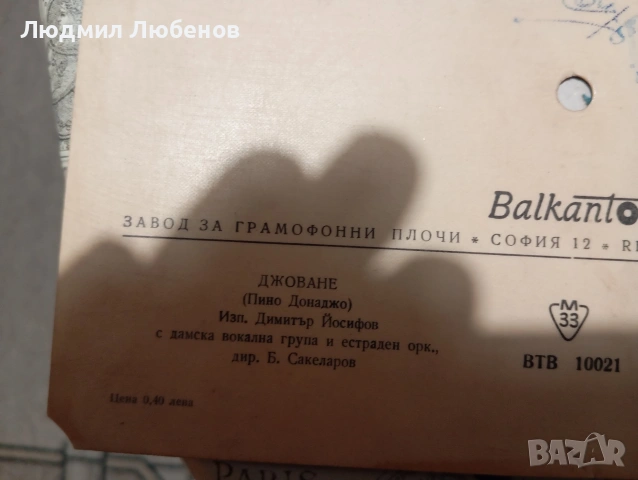 Людмил Любенов
Balkanto
ЗАВОД ЗА ГРАМОФОННИ ПЛОЧИ * СОФИЯ 12 *
ДЖОВАНЕ
(Пино Донаджо)
Изп. Димитър Йосифов
с дамска вокална група и естраден орк.,
дир. Б. Сакеларов
М
33
ВТВ 10021
Цена 0,40 лева
PARIS
BAZAR